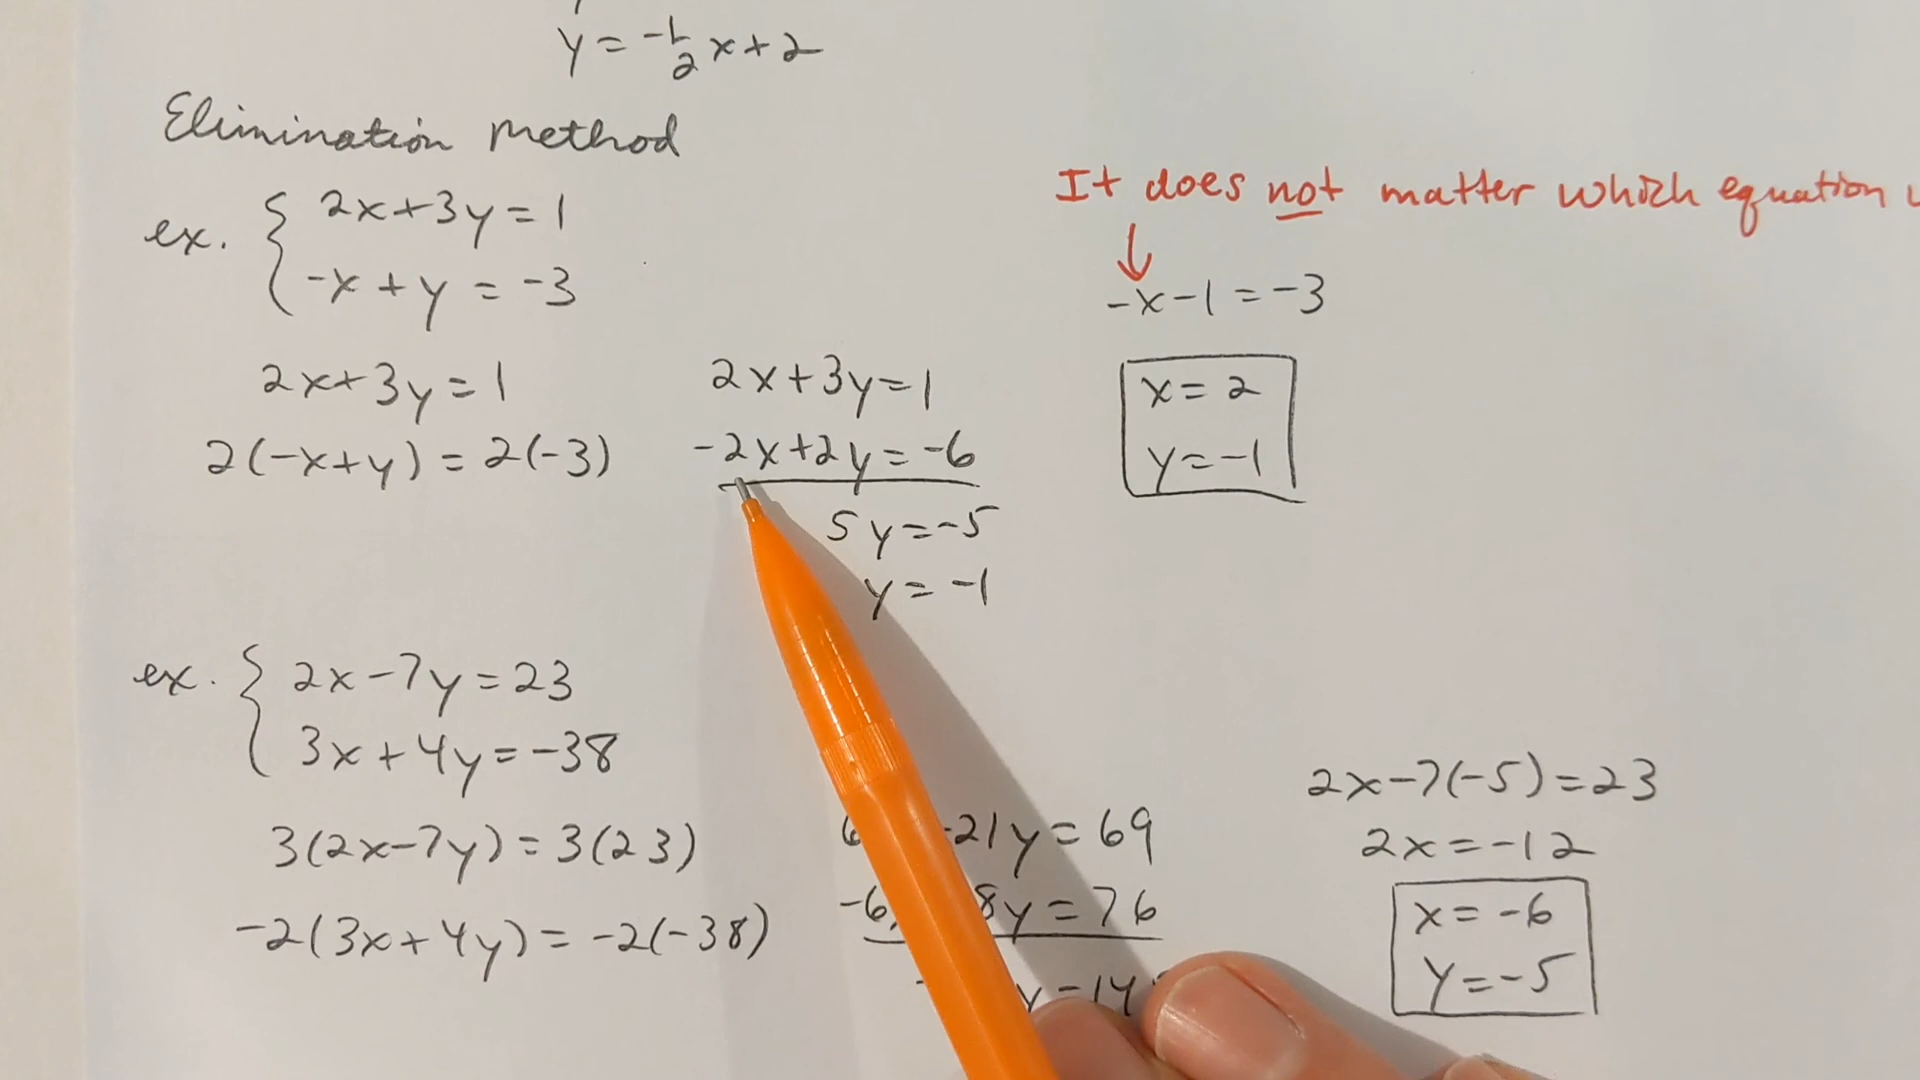 y = -1/2 x + 2
Elimination Method
ex. { 2x + 3y = 1
-x + y = -3
2x + 3y = 1
2(-x + y) = 2(-3)
2x + 3y = 1
-2x + 2y = -6
5y = -5
y = -1
It does not matter which equation
↓
-x - 1 = -3
x = 2
y = -1
ex. { 2x - 7y = 23
3x + 4y = -38
3(2x - 7y) = 3(23)
-2(3x + 4y) = -2(-38)
-21y = 69
8y = 76
2x - 7(-5) = 23
2x = -12
x = -6
y = -5